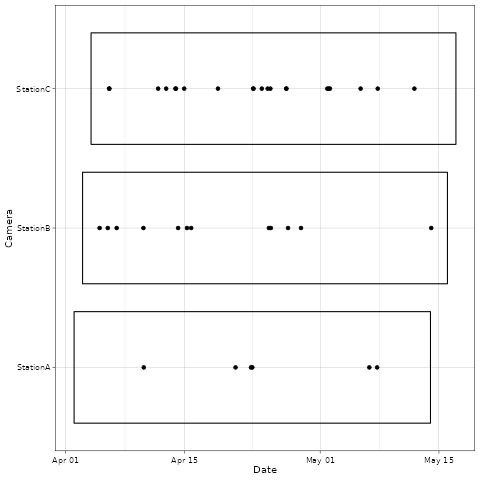 StationC
StationB
StationA
Camera
Apr 01 Apr 15 May 01 May 15
Date